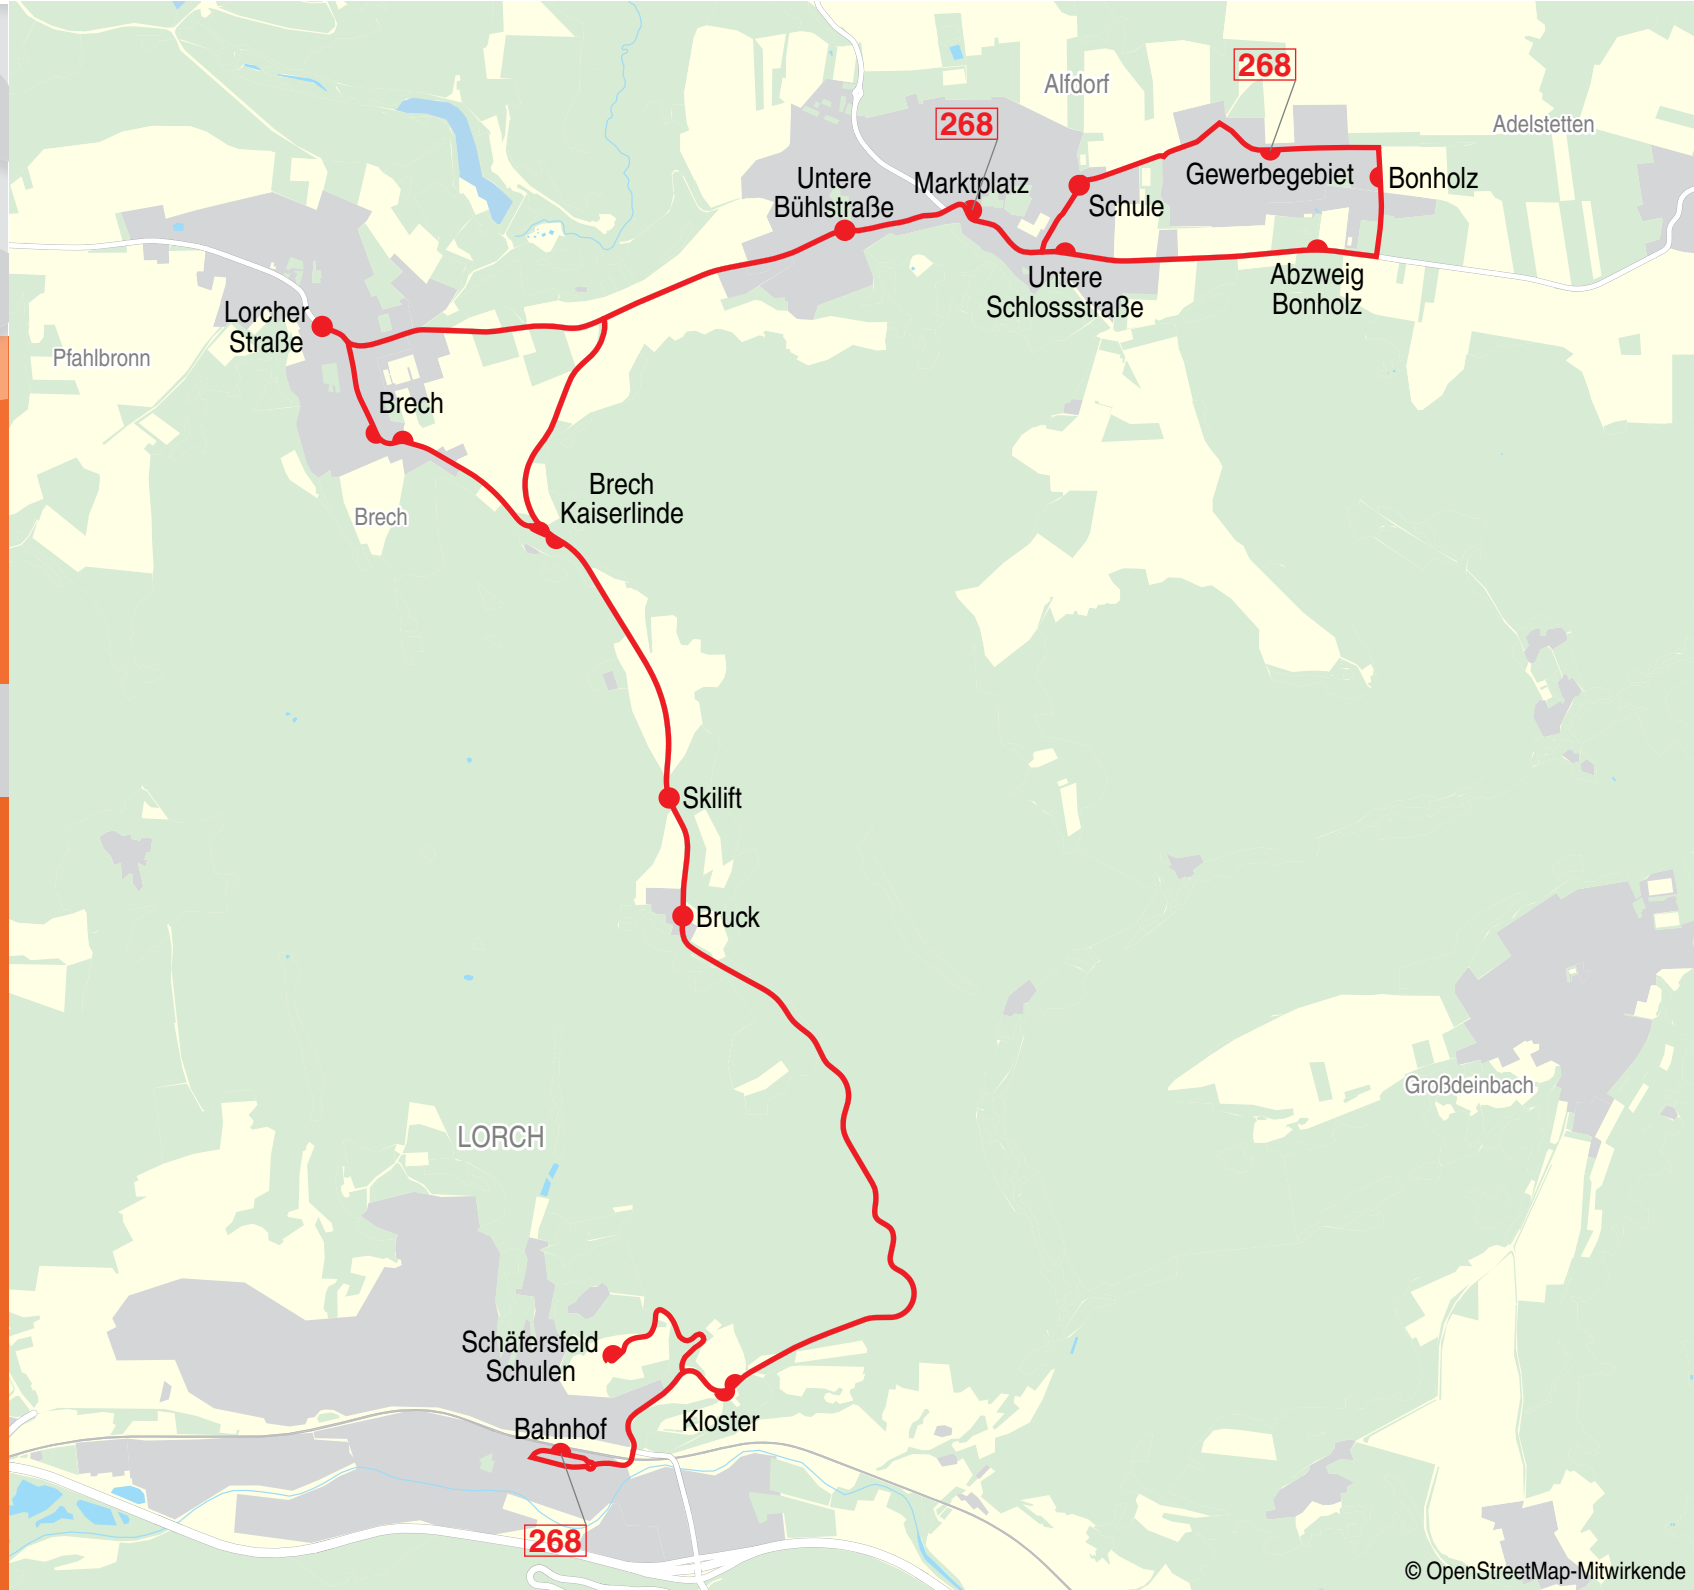 268
Alfdorf
268
Adelstetten
Untere
Bühlstraße
Marktplatz
Schule
Gewerbegebiet
Bonholz
Untere
Schlossstraße
Abzweig
Bonholz
Lorcher
Straße
Pfahlbronn
Brech
Brech
Kaiserlinde
Brech
Skilift
Bruck
Großdeinbach
LORCH
Schäfersfeld
Schulen
Kloster
Bahnhof
268
© OpenStreetMap-Mitwirkende